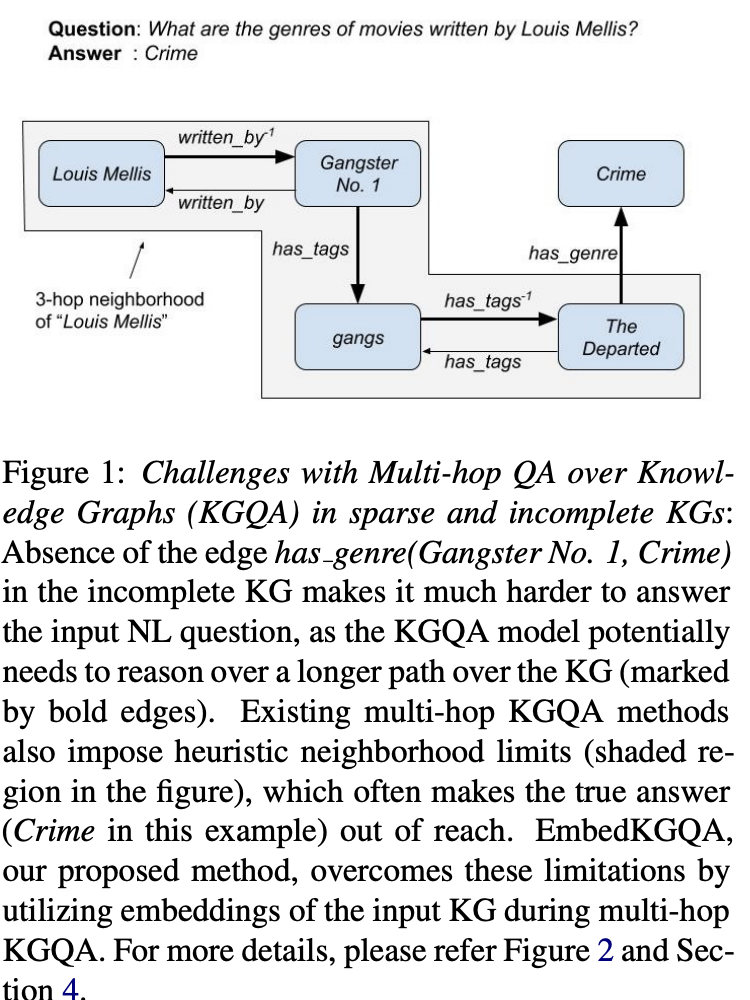 Question: What are the genres of movies written by Louis Mellis?
Answer : Crime
written_by-1
Louis Mellis
Gangster
No. 1
Crime
written_by
has_tags
has_genre
3-hop neighborhood
of “Louis Mellis”
has_tags-1
gangs
The
Departed
has_tags
Figure 1: Challenges with Multi-hop QA over Knowl-
edge Graphs (KGQA) in sparse and incomplete KGs:
Absence of the edge has_genre(Gangster No. 1, Crime)
in the incomplete KG makes it much harder to answer
the input NL question, as the KGQA model potentially
needs to reason over a longer path over the KG (marked
by bold edges). Existing multi-hop KGQA methods
also impose heuristic neighborhood limits (shaded re-
gion in the figure), which often makes the true answer
(Crime in this example) out of reach. EmbedKGQA,
our proposed method, overcomes these limitations by
utilizing embeddings of the input KG during multi-hop
KGQA. For more details, please refer Figure 2 and Sec-
tion 4.